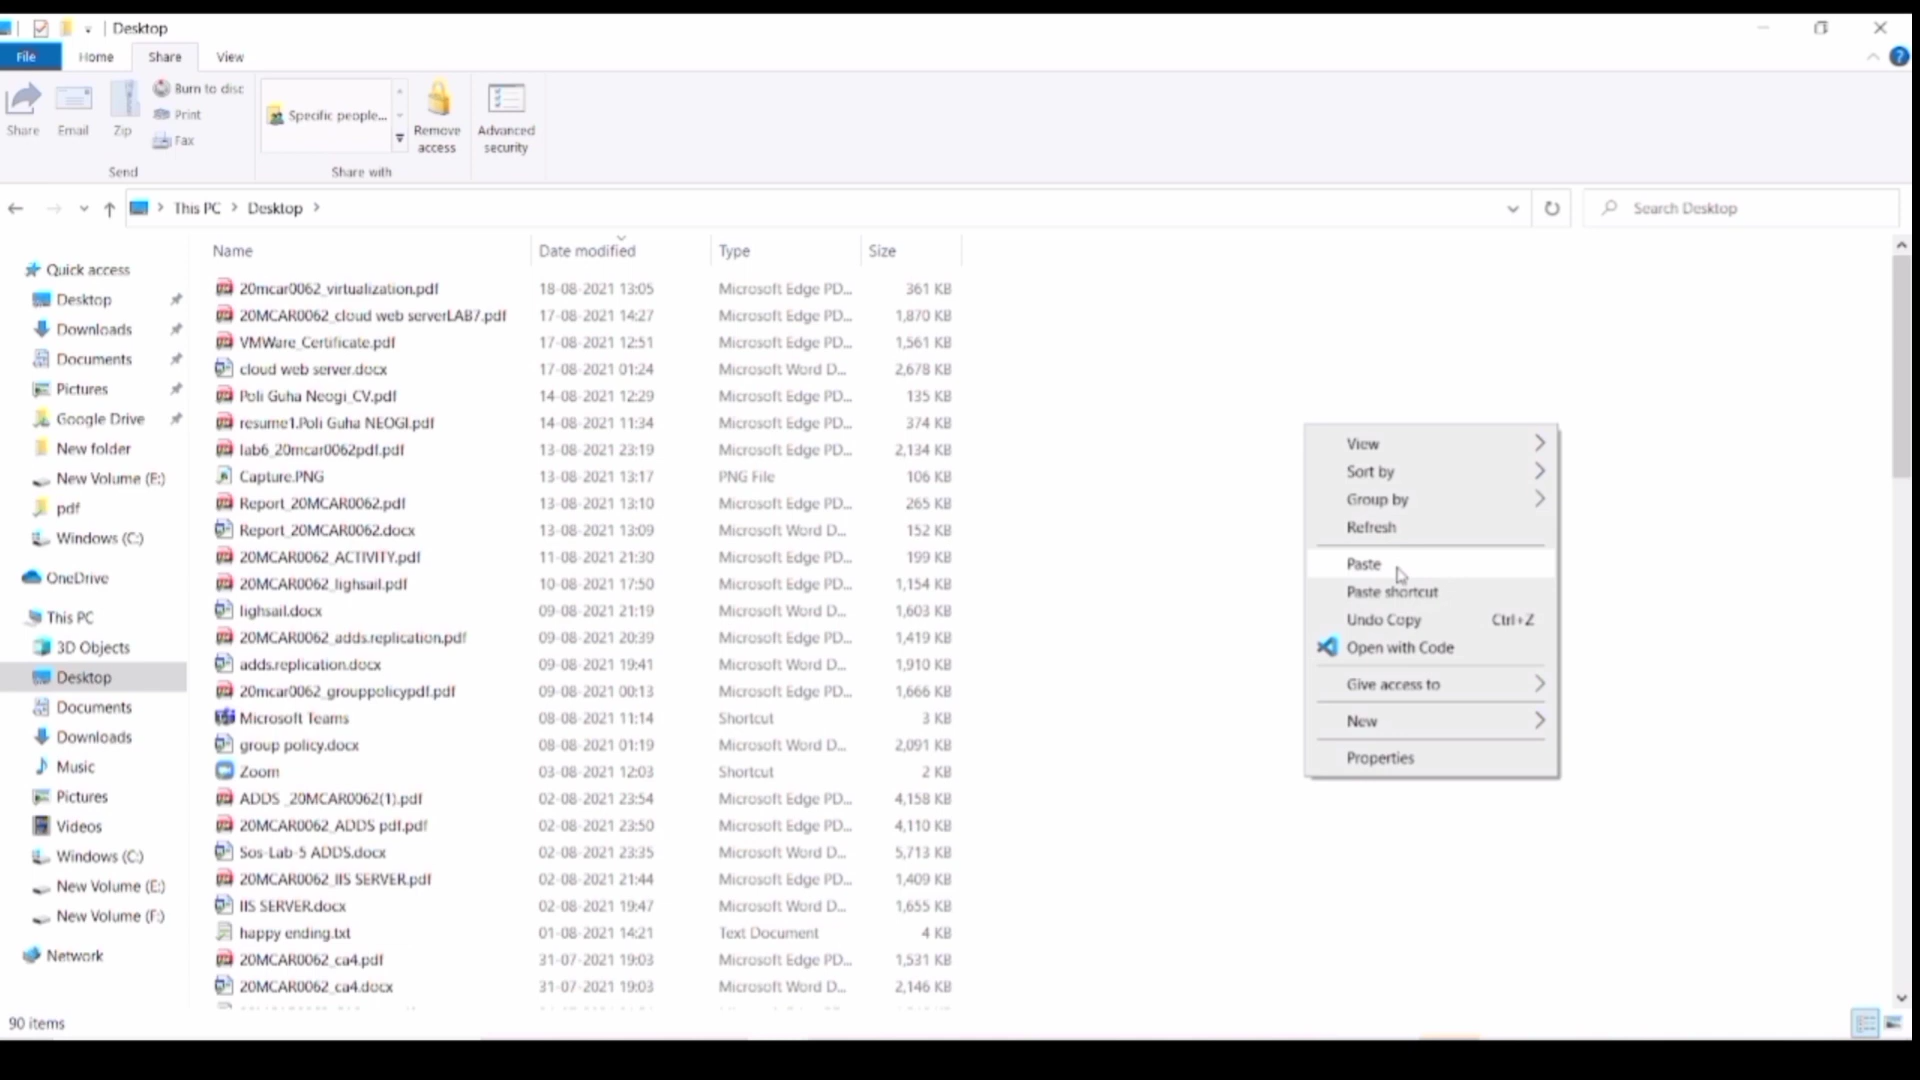 Desktop
File Home Share View
Share Email Zip Burn to disc Print Fax
Specific people...
Remove access
Advanced security
Send Share with
This PC Desktop
Search Desktop
Name Date modified Type Size
Quick access
Desktop
Downloads
Documents
Pictures
Google Drive
New folder
New Volume (E:)
pdf
Windows (C:)
OneDrive
This PC
3D Objects
Desktop
Documents
Downloads
Music
Pictures
Videos
Windows (C:)
New Volume (E:)
New Volume (F:)
Network
20mcar0062_virtualization.pdf 18-08-2021 13:05 Microsoft Edge PD... 361 KB
20MCAR0062_cloud web serverLAB7.pdf 17-08-2021 14:27 Microsoft Edge PD... 1,870 KB
VMWare_Certificate.pdf 17-08-2021 12:51 Microsoft Edge PD... 1,561 KB
cloud web server.docx 17-08-2021 01:24 Microsoft Word D... 2,678 KB
Poli Guha Neogi_CV.pdf 14-08-2021 12:29 Microsoft Edge PD... 135 KB
resume1.Poli Guha NEOGI.pdf 14-08-2021 11:34 Microsoft Edge PD... 374 KB
lab6_20mcar0062pdf.pdf 13-08-2021 23:19 Microsoft Edge PD... 2,134 KB
Capture.PNG 13-08-2021 13:17 PNG File 106 KB
Report_20MCAR0062.pdf 13-08-2021 13:10 Microsoft Edge PD... 265 KB
Report_20MCAR0062.docx 13-08-2021 13:09 Microsoft Word D... 152 KB
20MCAR0062_ACTIVITY.pdf 11-08-2021 21:30 Microsoft Edge PD... 199 KB
20MCAR0062_lighsail.pdf 10-08-2021 17:50 Microsoft Edge PD... 1,154 KB
lighsail.docx 09-08-2021 21:19 Microsoft Word D... 1,603 KB
20MCAR0062_adds.replication.pdf 09-08-2021 20:39 Microsoft Edge PD... 1,419 KB
adds.replication.docx 09-08-2021 19:41 Microsoft Word D... 1,910 KB
20mcar0062_grouppolicypdf.pdf 09-08-2021 00:13 Microsoft Edge PD... 1,666 KB
Microsoft Teams 08-08-2021 11:14 Shortcut 3 KB
group policy.docx 08-08-2021 01:19 Microsoft Word D... 2,091 KB
Zoom 03-08-2021 12:03 Shortcut 2 KB
ADDS _20MCAR0062(1).pdf 02-08-2021 23:54 Microsoft Edge PD... 4,158 KB
20MCAR0062_ADDS pdf.pdf 02-08-2021 23:50 Microsoft Edge PD... 4,110 KB
Sos-Lab-5 ADDS.docx 02-08-2021 23:35 Microsoft Word D... 5,713 KB
20MCAR0062_IIS SERVER.pdf 02-08-2021 21:44 Microsoft Edge PD... 1,409 KB
IIS SERVER.docx 02-08-2021 19:47 Microsoft Word D... 1,655 KB
happy ending.txt 01-08-2021 14:21 Text Document 4 KB
20MCAR0062_ca4.pdf 31-07-2021 19:03 Microsoft Edge PD... 1,531 KB
20MCAR0062_ca4.docx 31-07-2021 19:03 Microsoft Word D... 2,146 KB
View
Sort by
Group by
Refresh
Paste
Paste shortcut
Undo Copy Ctrl+Z
Open with Code
Give access to
New
Properties
90 items